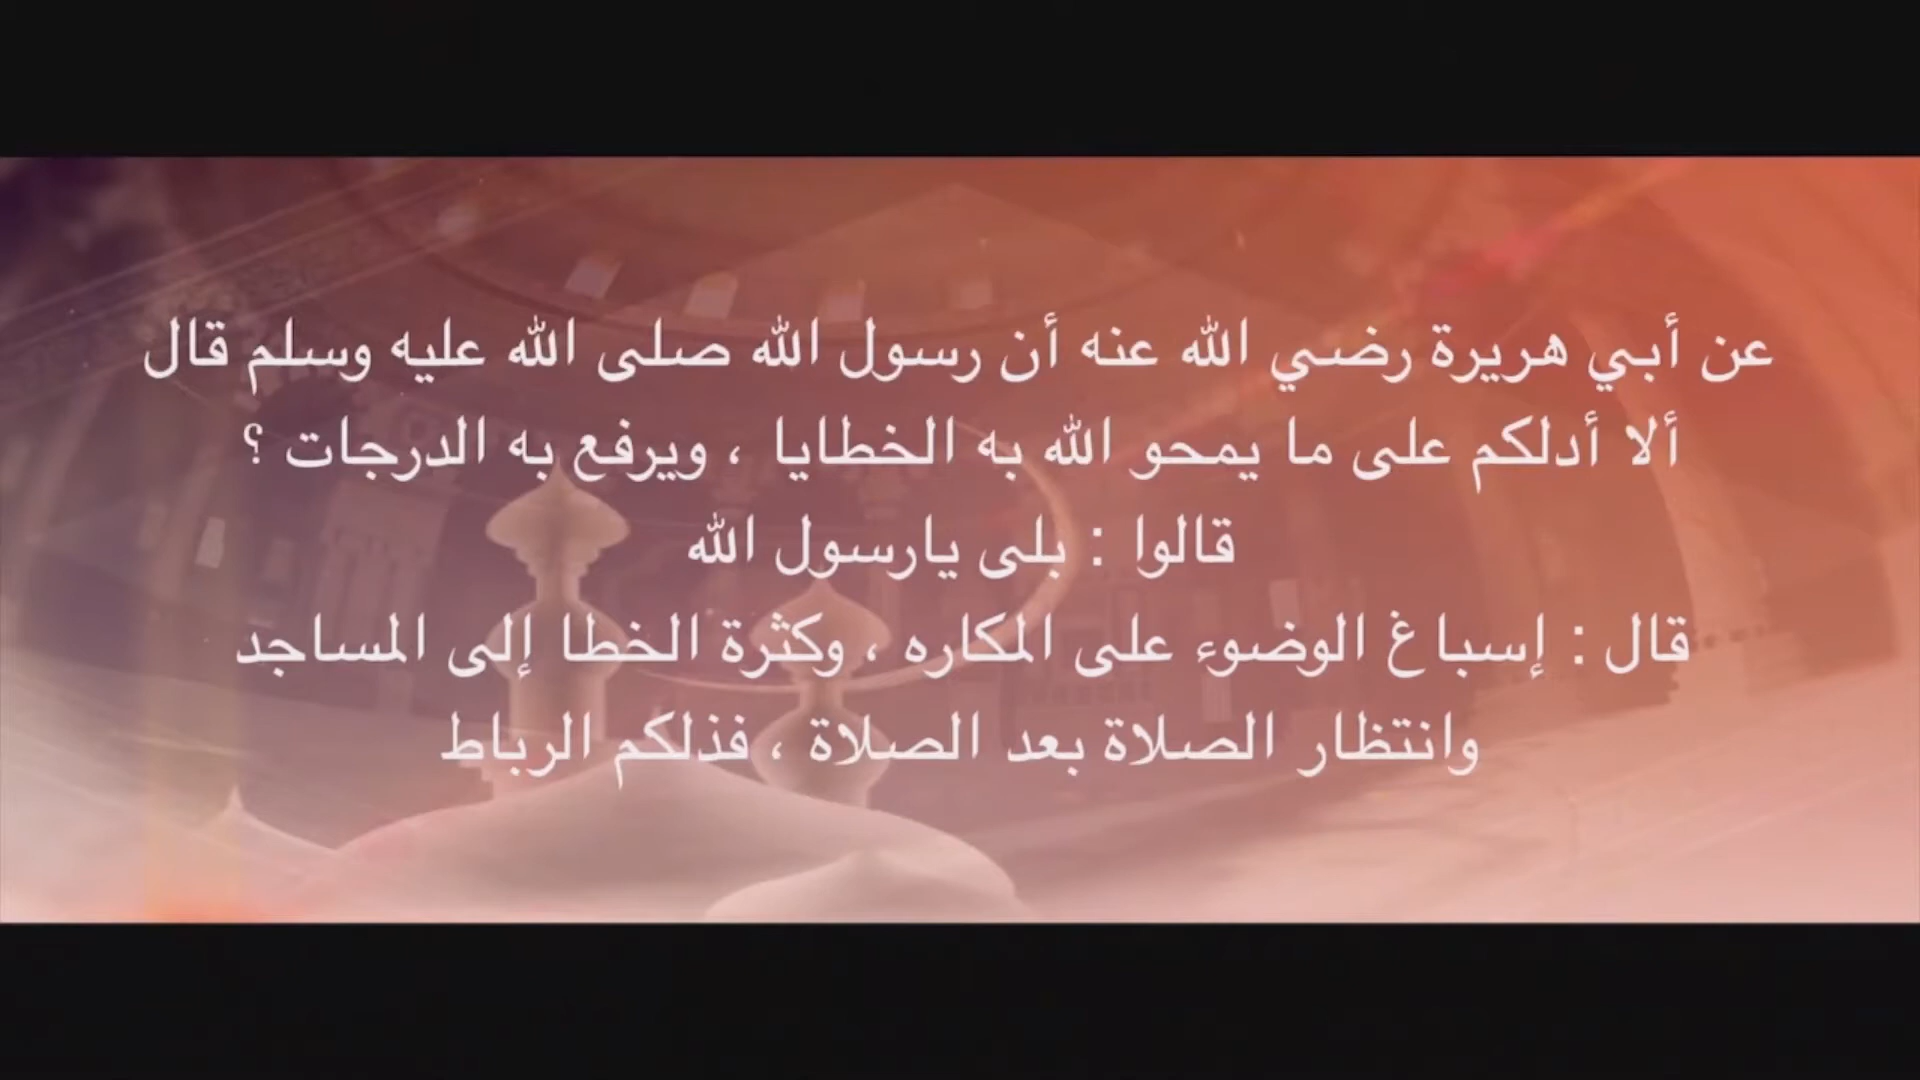 عن أبي هريرة رضي الله عنه أن رسول الله صلى الله عليه وسلم قال
ألا أدلكم على ما يمحو الله به الخطايا ، ويرفع به الدرجات ؟
قالوا : بلى يارسول الله
قال : إسباغ الوضوء على المكاره ، وكثرة الخطا إلى المساجد
وانتظار الصلاة بعد الصلاة ، فذلكم الرباط